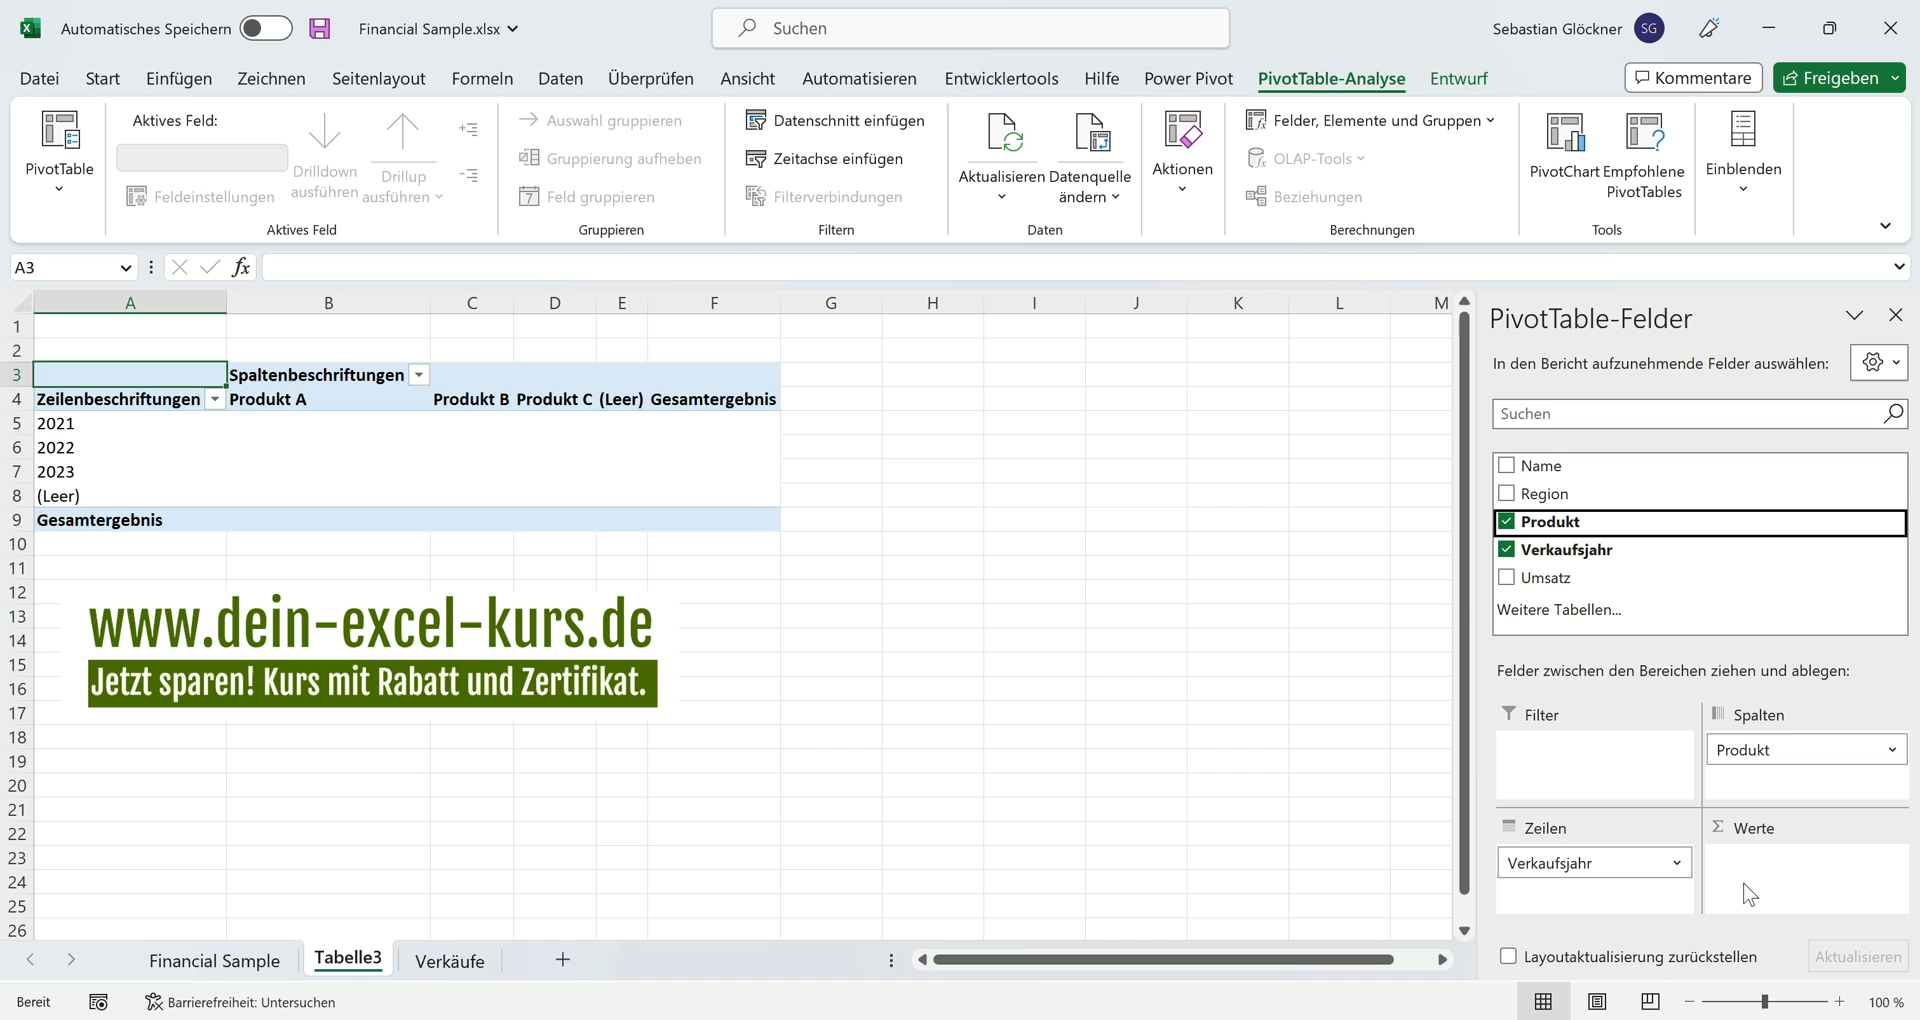 Automatisches Speichern
Financial Sample.xlsx
Suchen
Sebastian Glöckner
SG
Datei
Start
Einfügen
Zeichnen
Seitenlayout
Formeln
Daten
Überprüfen
Ansicht
Automatisieren
Entwicklertools
Hilfe
Power Pivot
PivotTable-Analyse
Entwurf
Kommentare
Freigeben
PivotTable
Aktives Feld:
Feldeinstellungen
Drilldown
ausführen
Drillup
ausführen
Aktives Feld
Auswahl gruppieren
Gruppierung aufheben
Feld gruppieren
Gruppieren
Datenschnitt einfügen
Zeitachse einfügen
Filterverbindungen
Filtern
Aktualisieren
Datenquelle
ändern
Daten
Aktionen
Felder, Elemente und Gruppen
OLAP-Tools
Beziehungen
Berechnungen
PivotChart
Empfohlene
PivotTables
Tools
Einblenden
A3
fx
A B C D E F G H I J K L M
1
2
3 Spaltenbeschriftungen
4 Zeilenbeschriftungen Produkt A Produkt B Produkt C (Leer) Gesamtergebnis
5 2021
6 2022
7 2023
8 (Leer)
9 Gesamtergebnis
10
11
12
13
14
15
16
17
18
19
20
21
22
23
24
25
26
www.dein-excel-kurs.de
Jetzt sparen! Kurs mit Rabatt und Zertifikat.
PivotTable-Felder
In den Bericht aufzunehmende Felder auswählen:
Suchen
Name
Region
Produkt
Verkaufsjahr
Umsatz
Weitere Tabellen...
Felder zwischen den Bereichen ziehen und ablegen:
Filter
Spalten
Produkt
Zeilen
Σ Werte
Verkaufsjahr
Layoutaktualisierung zurückstellen
Aktualisieren
Financial Sample
Tabelle3
Verkäufe
Bereit
Barrierefreiheit: Untersuchen
100 %